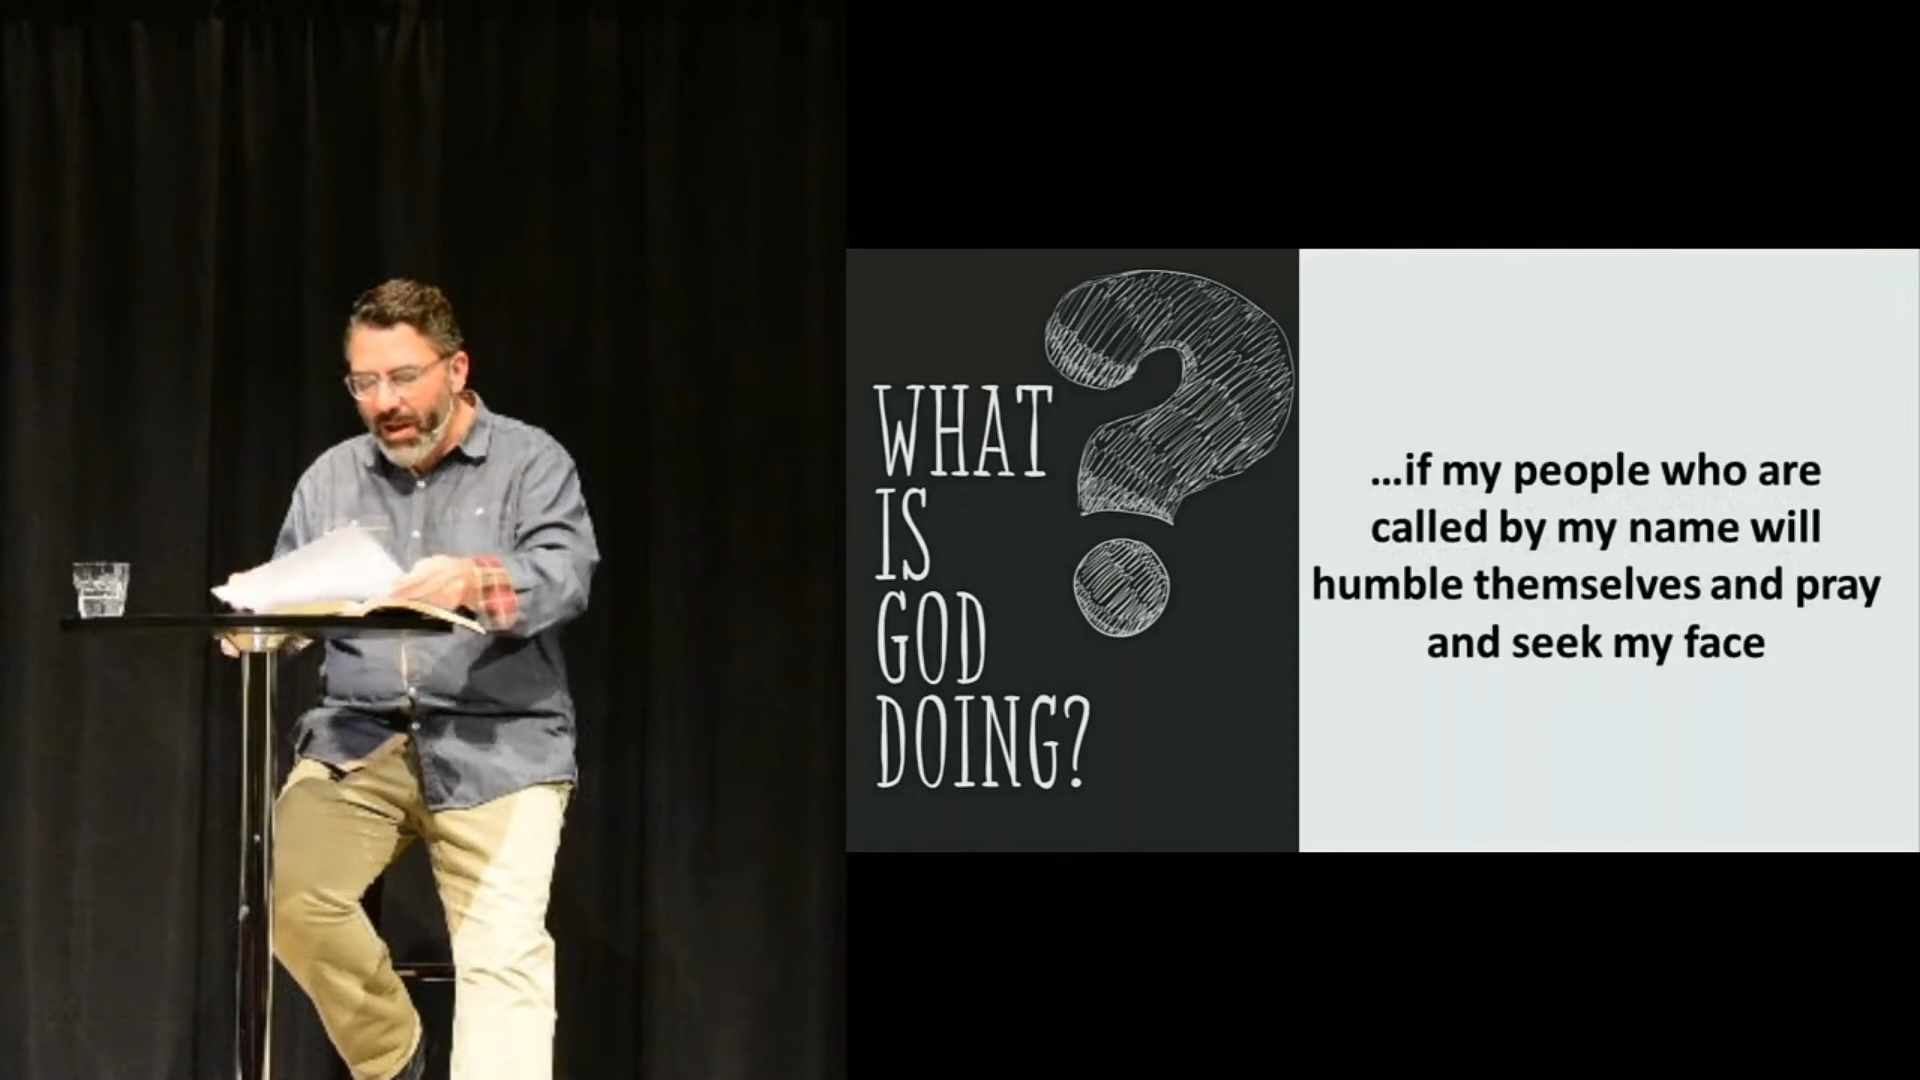 WHAT
IS
GOD
DOING?
...if my people who are
called by my name will
humble themselves and pray
and seek my face